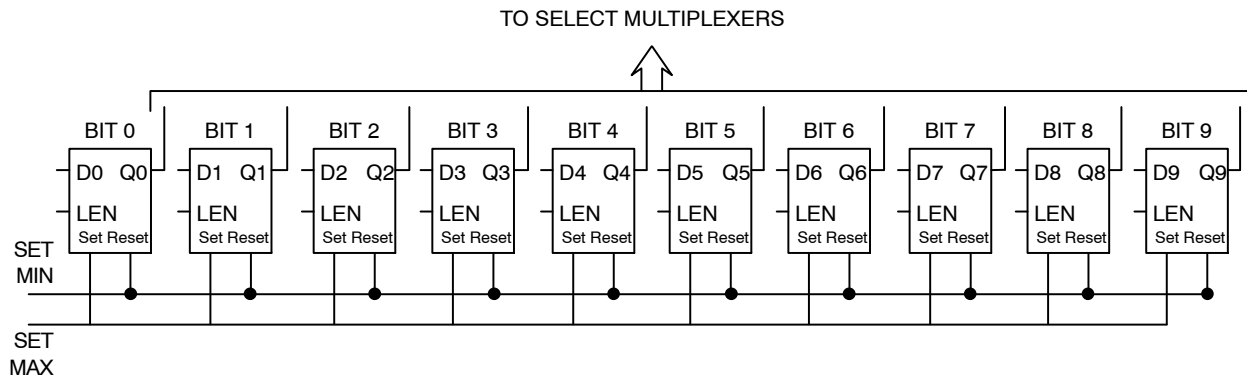 TO SELECT MULTIPLEXERS
BIT 0 BIT 1 BIT 2 BIT 3 BIT 4 BIT 5 BIT 6 BIT 7 BIT 8 BIT 9
D0 Q0 D1 Q1 D2 Q2 D3 Q3 D4 Q4 D5 Q5 D6 Q6 D7 Q7 D8 Q8 D9 Q9
LEN LEN LEN LEN LEN LEN LEN LEN LEN LEN
Set Reset Set Reset Set Reset Set Reset Set Reset Set Reset Set Reset Set Reset Set Reset Set Reset
SET
MIN
SET
MAX